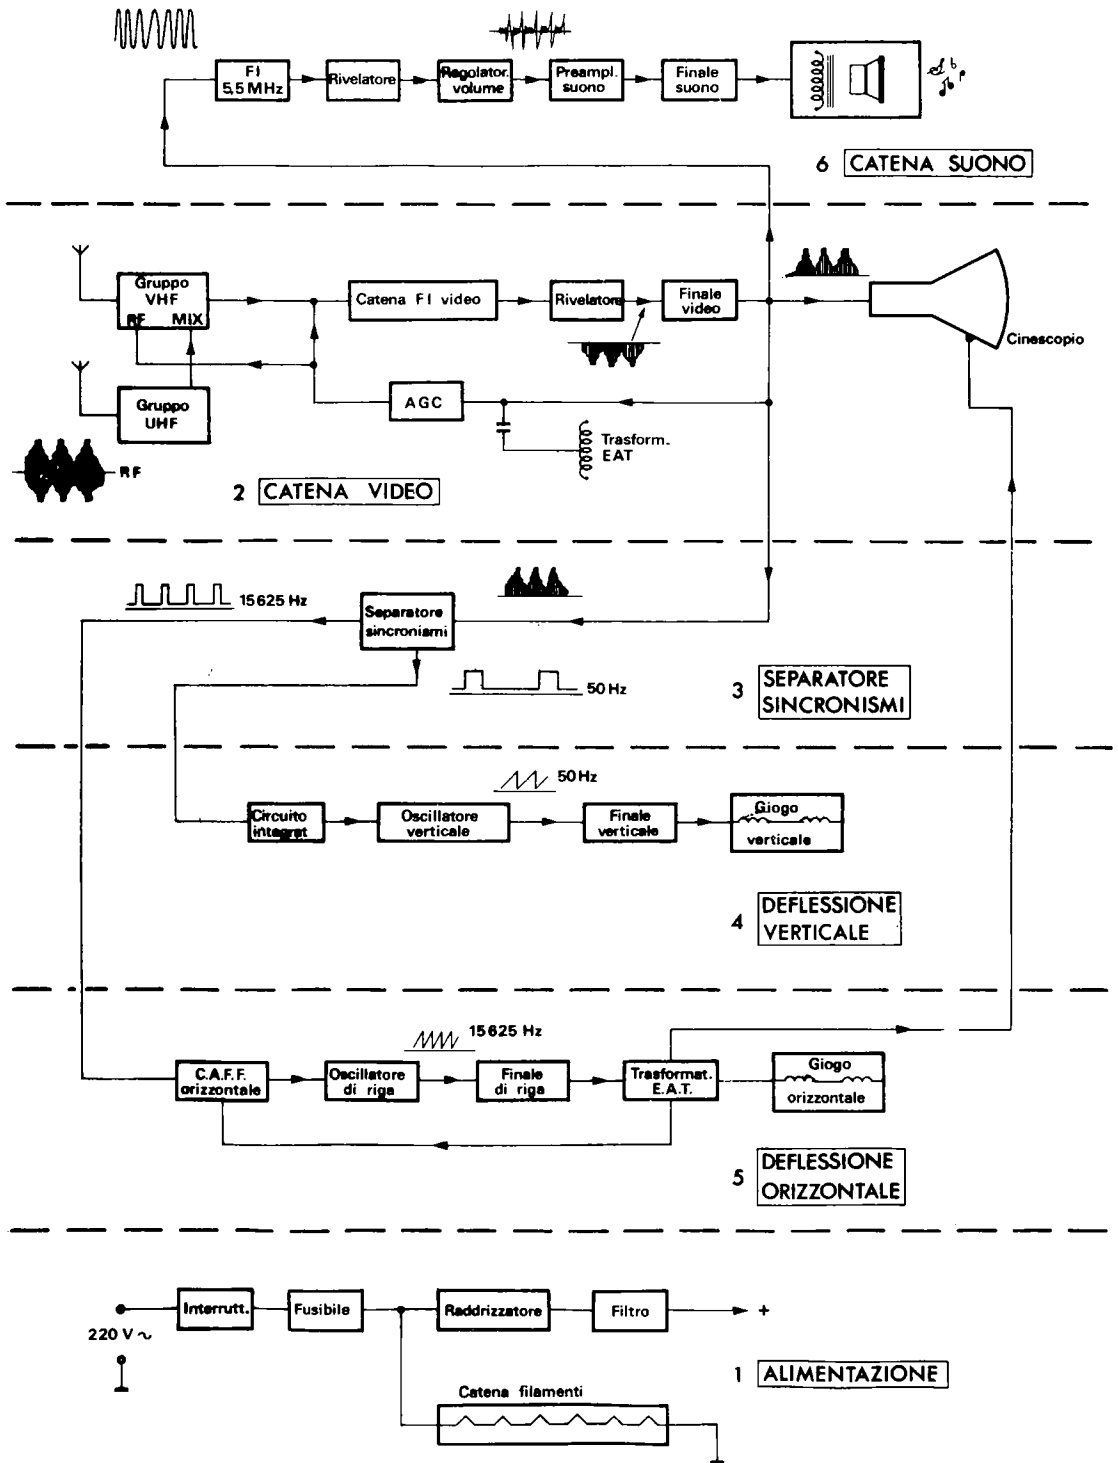 FI
5,5 MHz
Rivelatore
Regolator.
volume
Preampl.
suono
Finale
suono
6 CATENA SUONO
Gruppo
VHF
RF MIX
Catena FI video
Rivelatore
Finale
video
Cinescopio
Gruppo
UHF
AGC
Trasform.
EAT
RF
2 CATENA VIDEO
15625 Hz
Separatore
sincronismi
50 Hz
3 SEPARATORE
SINCRONISMI
50 Hz
Circuito
integrat
Oscillatore
verticale
Finale
verticale
Giogo
verticale
4 DEFLESSIONE
VERTICALE
15625 Hz
C.A.F.F.
orizzontale
Oscillatore
di riga
Finale
di riga
Trasformat.
E.A.T.
Giogo
orizzontale
5 DEFLESSIONE
ORIZZONTALE
220 V ~
Interrutt.
Fusibile
Raddrizzatore
Filtro
+
1 ALIMENTAZIONE
Catena filamenti